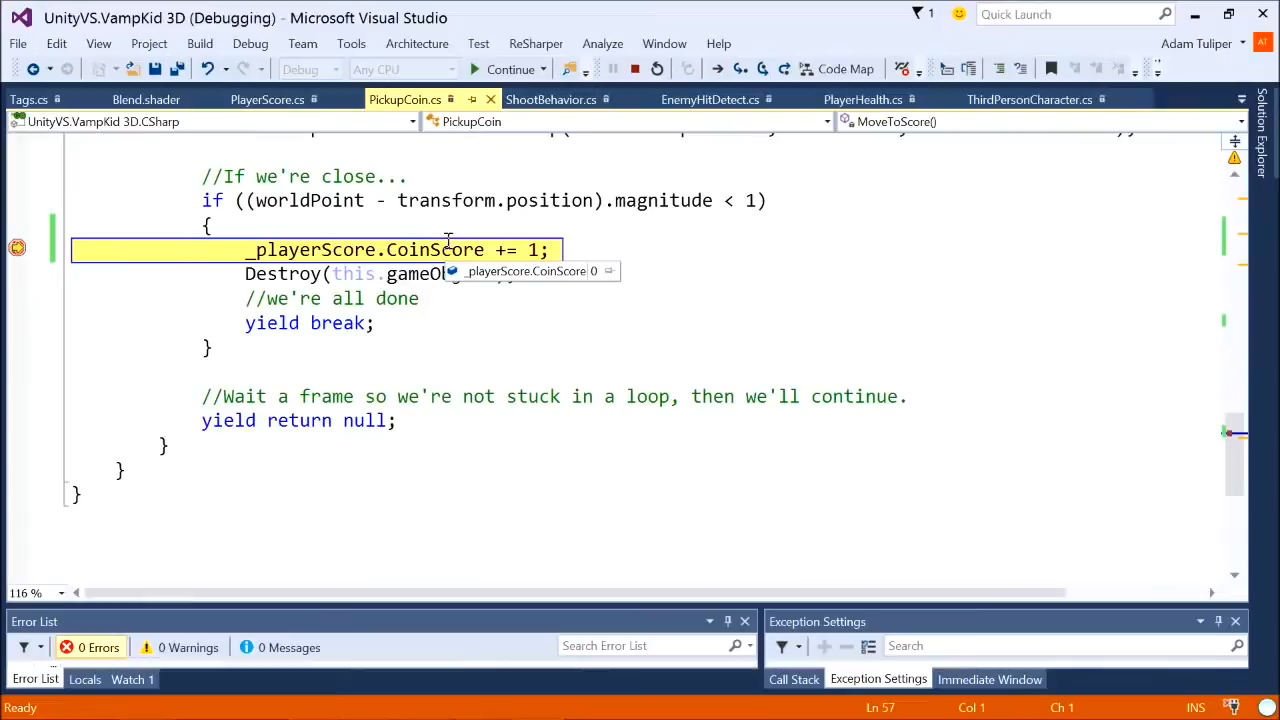 UnityVS.VampKid 3D (Debugging) - Microsoft Visual Studio
1
Quick Launch
File Edit View Project Build Debug Team Tools Architecture Test ReSharper Analyze Window Help
Adam Tuliper
AT
Debug Any CPU Continue Code Map
Tags.cs Blend.shader PlayerScore.cs PickupCoin.cs ShootBehavior.cs EnemyHitDetect.cs PlayerHealth.cs ThirdPersonCharacter.cs
UnityVS.VampKid 3D.CSharp PickupCoin MoveToScore()
Solution Explorer
//If we're close...
if ((worldPoint - transform.position).magnitude < 1)
{
_playerScore.CoinScore += 1;
_playerScore.CoinScore 0
Destroy(this.gameOb
//we're all done
yield break;
}
//Wait a frame so we're not stuck in a loop, then we'll continue.
yield return null;
}
}
}
116 %
Error List
0 Errors 0 Warnings 0 Messages Search Error List
Error List Locals Watch 1
Exception Settings
Search
Call Stack Exception Settings Immediate Window
Ready Ln 57 Col 1 Ch 1 INS